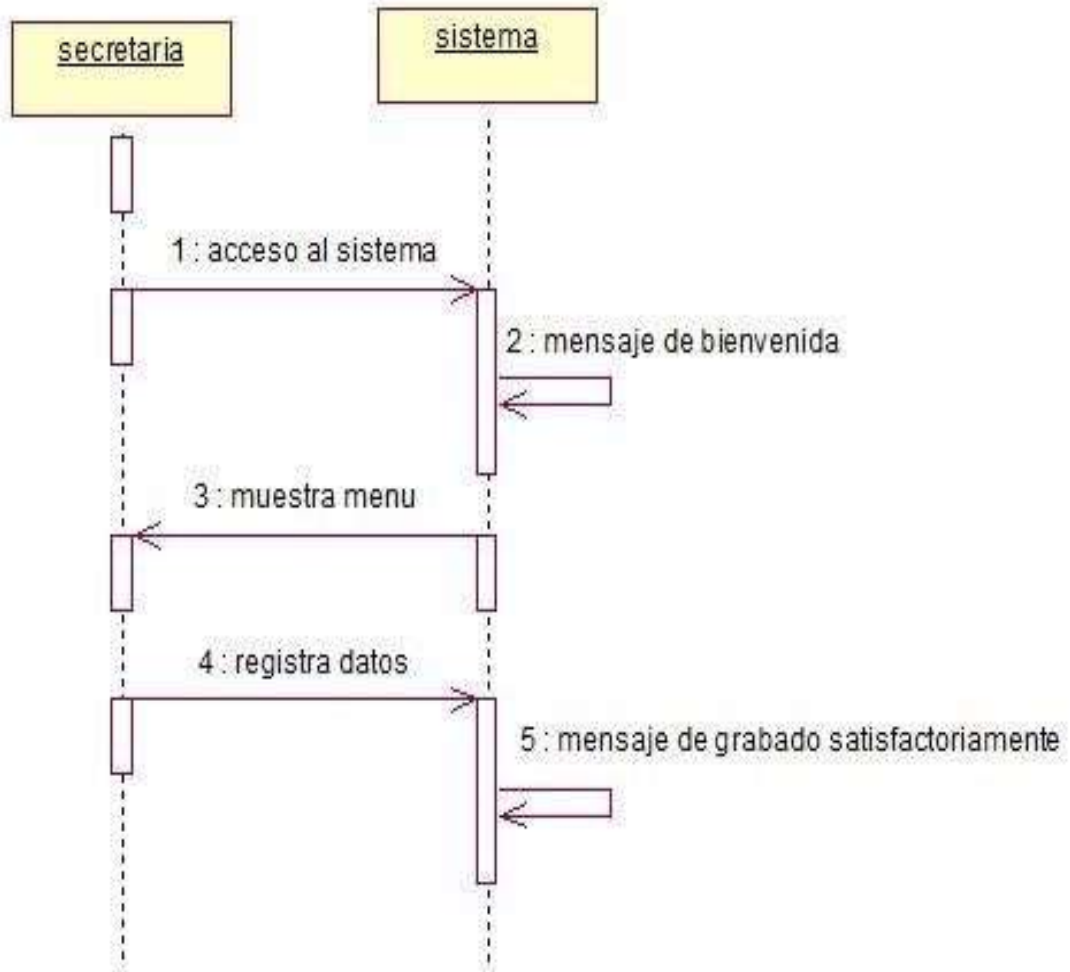 secretaria
sistema
1 : acceso al sistema
2 : mensaje de bienvenida
3 : muestra menu
4 : registra datos
5 : mensaje de grabado satisfactoriamente